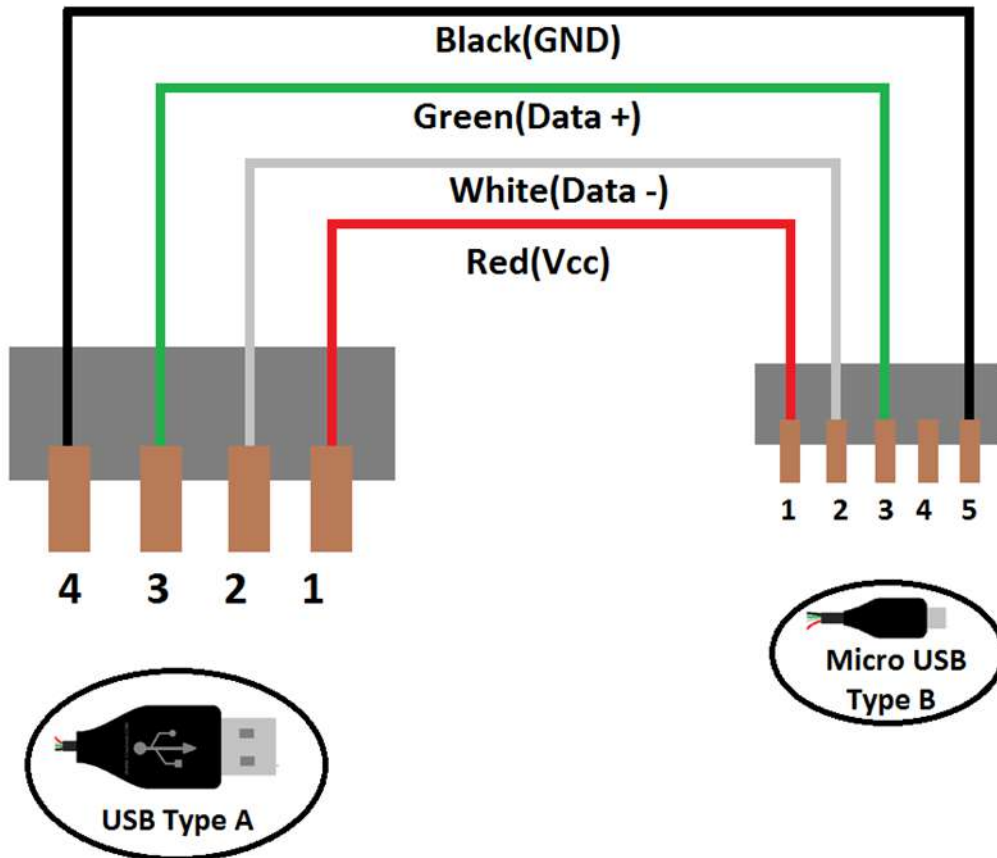 Black(GND)
Green(Data +)
White(Data -)
Red(Vcc)
4 3 2 1
1 2 3 4 5
USB Type A
Micro USB
Type B